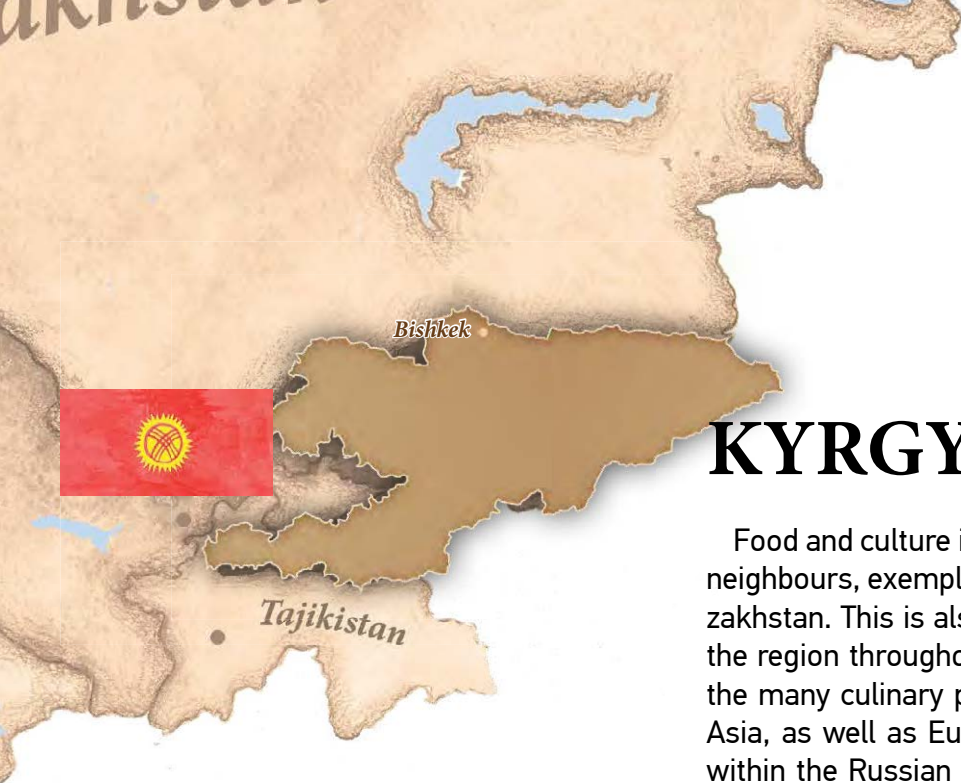 akhstan
Bishkek
KYRGY
Food and culture i
neighbours, exempl
zakhstan. This is als
the region througho
the many culinary p
Asia, as well as Eu
within the Russian
Tajikistan